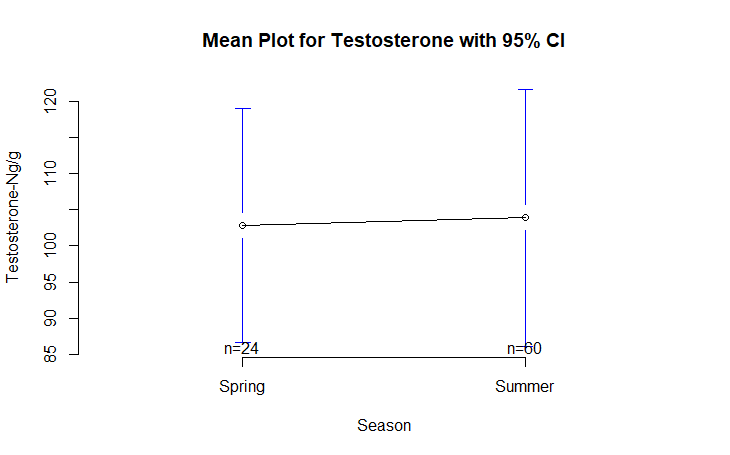 Mean Plot for Testosterone with 95% CI
Testosterone-Ng/g
120
110
100
95
90
85
n=24
n=60
Spring
Summer
Season